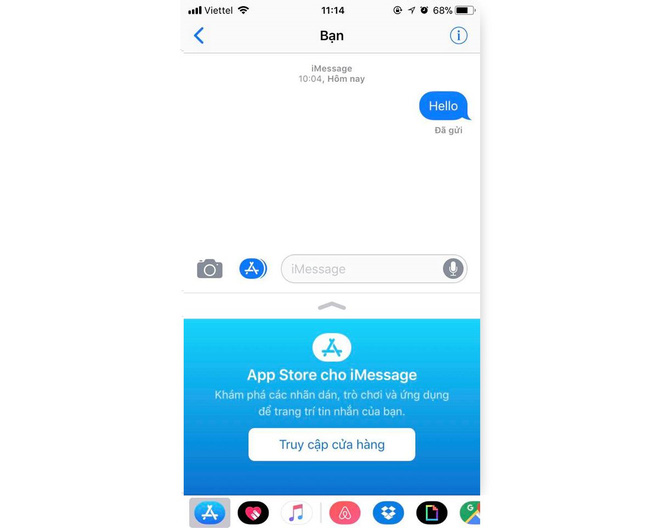 Viettel 11:14 68%
Bạn
iMessage
10:04, Hôm nay
Hello
Đã gửi
iMessage
App Store cho iMessage
Khám phá các nhãn dán, trò chơi và ứng dụng
để trang trí tin nhắn của bạn.
Truy cập cửa hàng
G